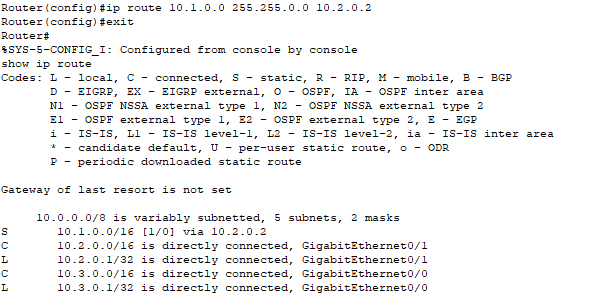 Router(config)#ip route 10.1.0.0 255.255.0.0 10.2.0.2
Router(config)#exit
Router#
%SYS-5-CONFIG_I: Configured from console by console
show ip route
Codes: L - local, C - connected, S - static, R - RIP, M - mobile, B - BGP
       D - EIGRP, EX - EIGRP external, O - OSPF, IA - OSPF inter area
       N1 - OSPF NSSA external type 1, N2 - OSPF NSSA external type 2
       E1 - OSPF external type 1, E2 - OSPF external type 2, E - EGP
       i - IS-IS, L1 - IS-IS level-1, L2 - IS-IS level-2, ia - IS-IS inter area
       * - candidate default, U - per-user static route, o - ODR
       P - periodic downloaded static route
Gateway of last resort is not set
     10.0.0.0/8 is variably subnetted, 5 subnets, 2 masks
S       10.1.0.0/16 [1/0] via 10.2.0.2
C       10.2.0.0/16 is directly connected, GigabitEthernet0/1
L       10.2.0.1/32 is directly connected, GigabitEthernet0/1
C       10.3.0.0/16 is directly connected, GigabitEthernet0/0
L       10.3.0.1/32 is directly connected, GigabitEthernet0/0